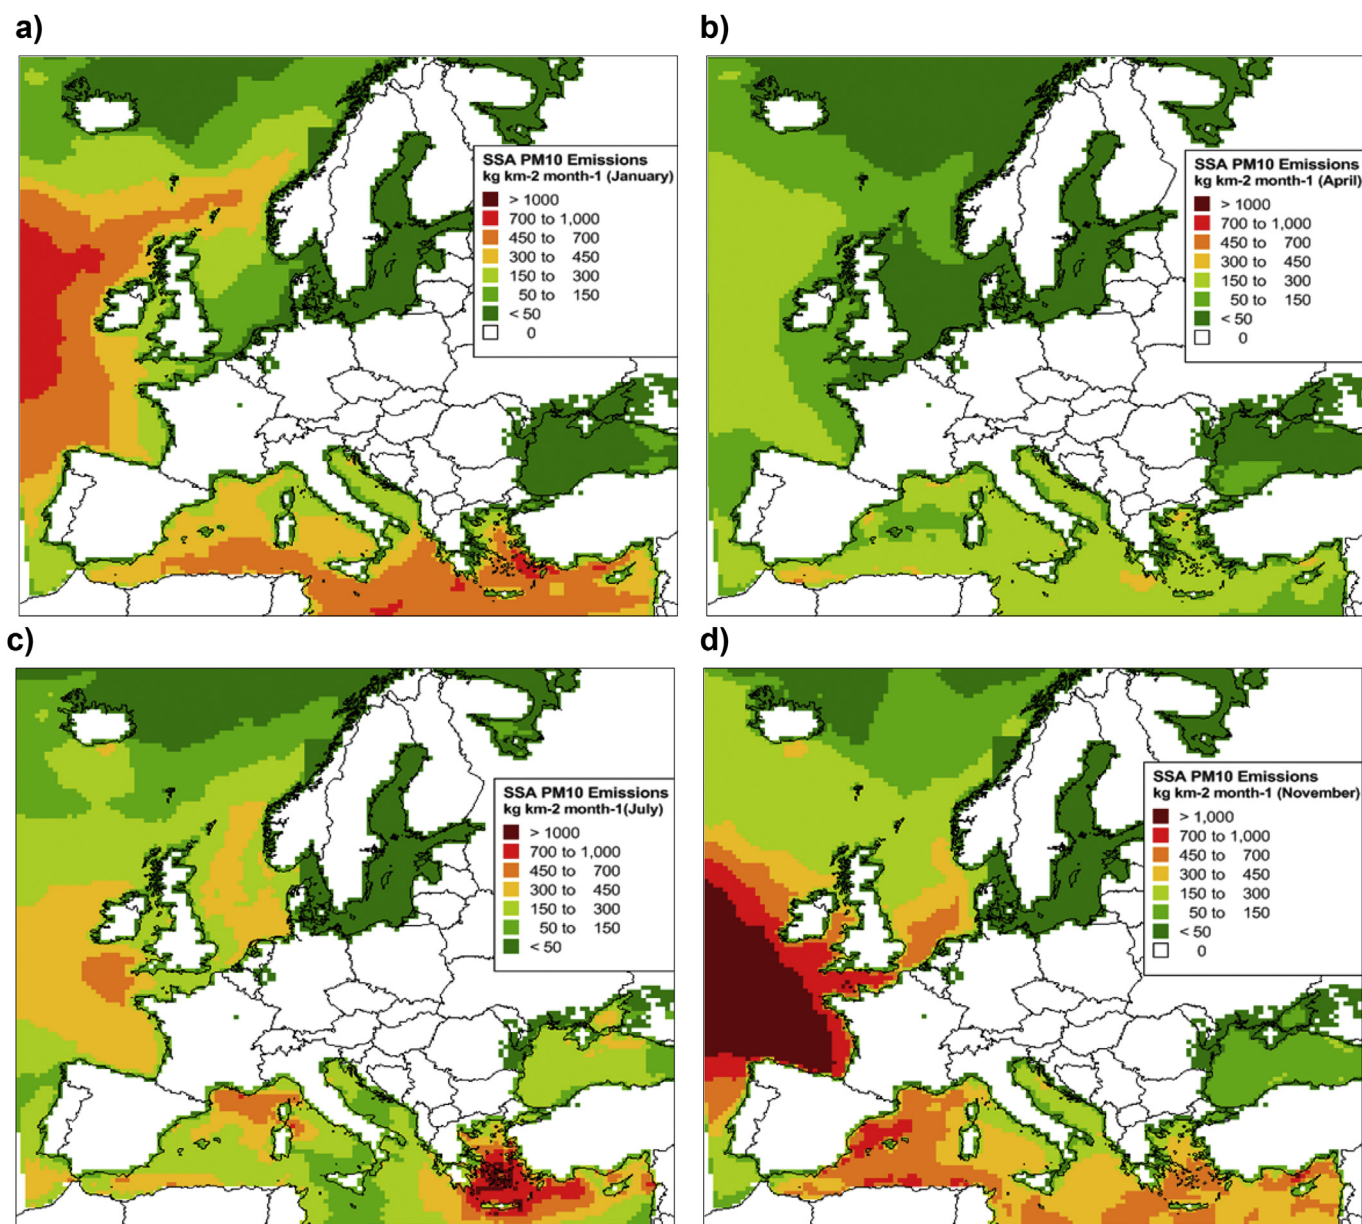 a)
SSA PM10 Emissions
kg km-2 month-1 (January)
> 1000
700 to 1,000
450 to 700
300 to 450
150 to 300
50 to 150
< 50
0
b)
SSA PM10 Emissions
kg km-2 month-1 (April)
> 1000
700 to 1,000
450 to 700
300 to 450
150 to 300
50 to 150
< 50
0
c)
SSA PM10 Emissions
kg km-2 month-1(July)
> 1000
700 to 1,000
450 to 700
300 to 450
150 to 300
50 to 150
< 50
d)
SSA PM10 Emissions
kg km-2 month-1 (November)
> 1,000
700 to 1,000
450 to 700
300 to 450
150 to 300
50 to 150
< 50
0